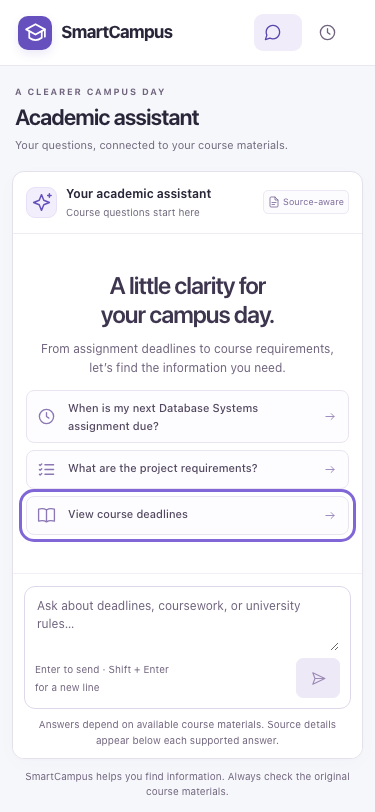 SmartCampus
A CLEARER CAMPUS DAY
Academic assistant
Your questions, connected to your course materials.
Your academic assistant
Course questions start here
Source-aware
A little clarity for
your campus day.
From assignment deadlines to course requirements,
let's find the information you need.
When is my next Database Systems
assignment due?
What are the project requirements?
View course deadlines
Ask about deadlines, coursework, or university
rules...
Enter to send · Shift + Enter
for a new line
Answers depend on available course materials. Source details
appear below each supported answer.
SmartCampus helps you find information. Always check the original
course materials.